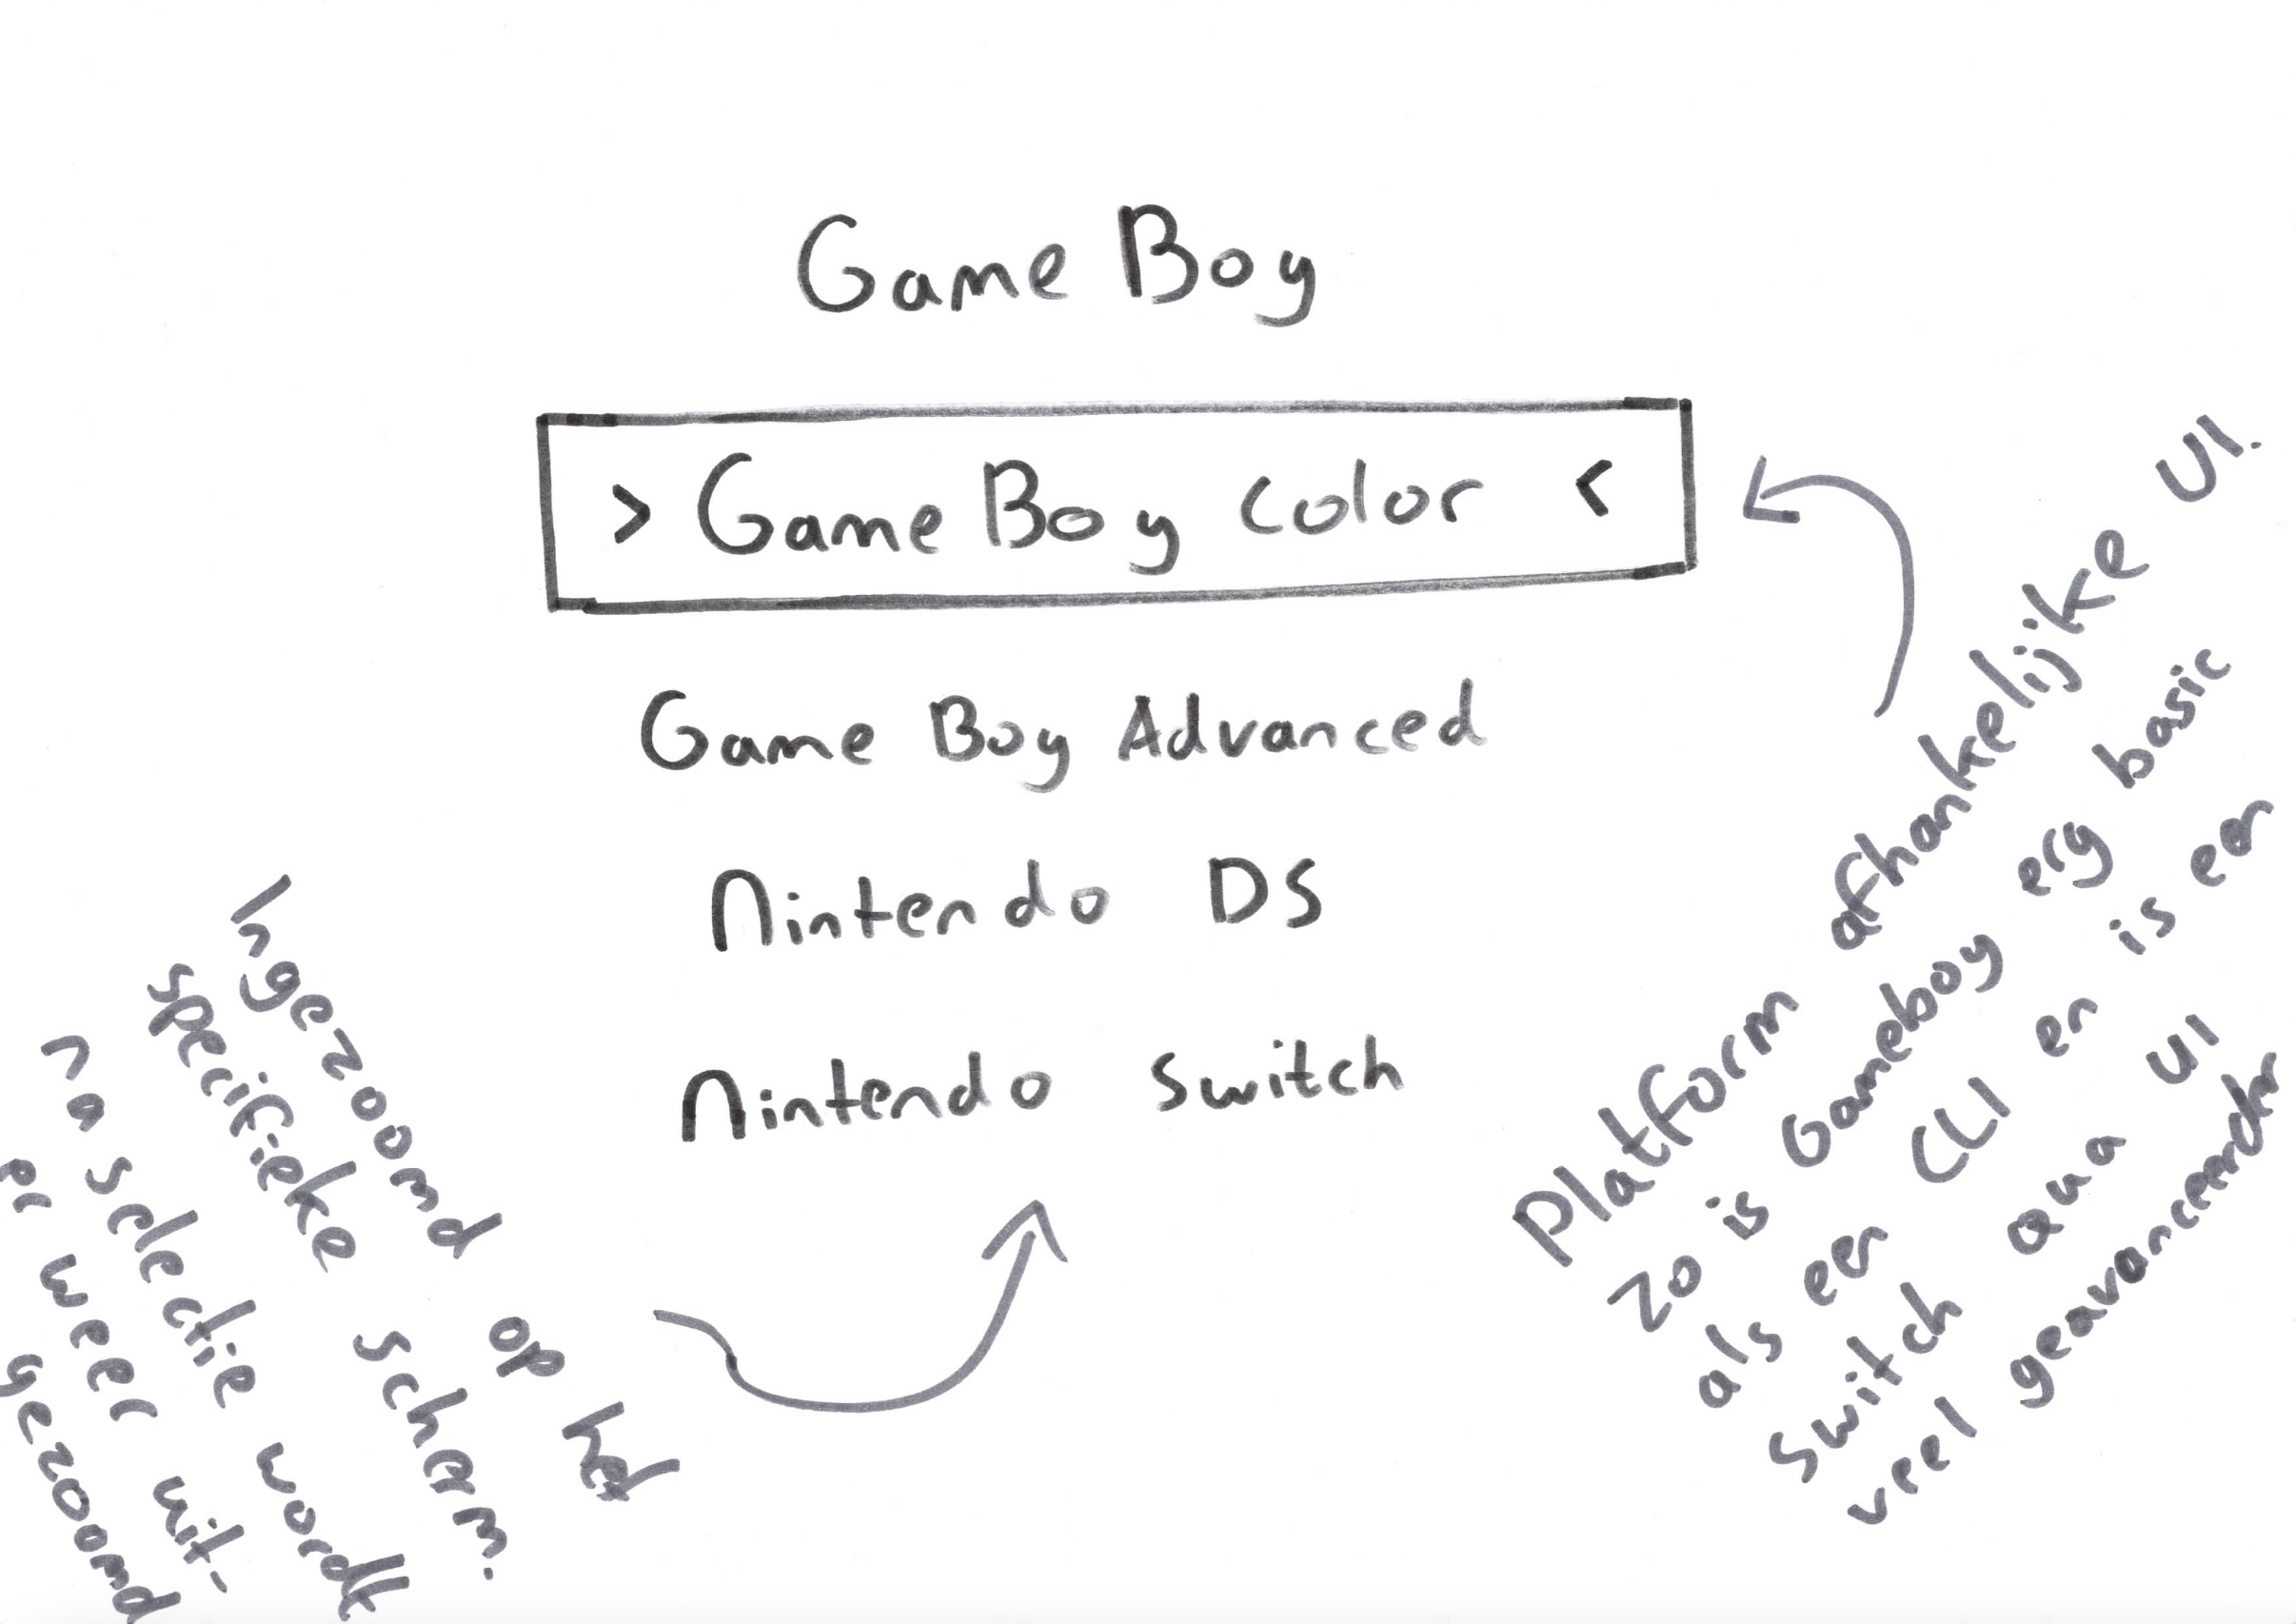 Game Boy
> Game Boy color <
Game Boy Advanced
Nintendo DS
Nintendo Switch
Platform afhankelijke UI.
Zo is Gameboy erg basic
als een CLI en is een
Switch qua UI
veel geavanceerder
Ingezoomd op het
specifieke scherm.
na selectie wordt
er weer uit-
gezoomd